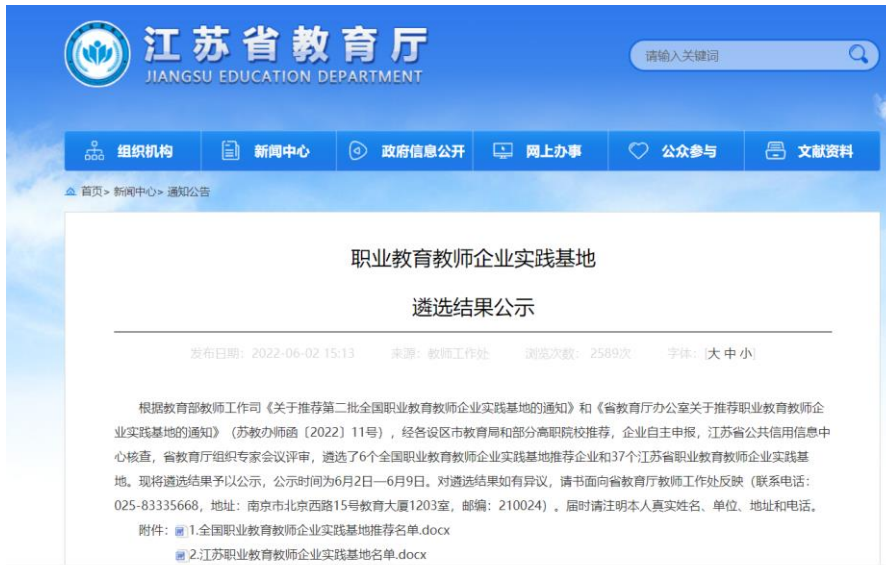 江苏省教育厅
JIANGSU EDUCATION DEPARTMENT
请输入关键词
组织机构 新闻中心 政府信息公开 网上办事 公众参与 文献资料
首页> 新闻中心> 通知公告
职业教育教师企业实践基地
遴选结果公示
发布日期：2022-06-02 15:13 来源：教师工作处 浏览次数：2589次 字体：[大 中 小]
根据教育部教师工作司《关于推荐第二批全国职业教育教师企业实践基地的通知》和《省教育厅办公室关于推荐职业教育教师企
业实践基地的通知》（苏教办师函〔2022〕11号），经各设区市教育局和部分高职院校推荐，企业自主申报，江苏省公共信用信息中
心核查，省教育厅组织专家会议评审，遴选了6个全国职业教育教师企业实践基地推荐企业和37个江苏省职业教育教师企业实践基
地。现将遴选结果予以公示，公示时间为6月2日—6月9日。对遴选结果如有异议，请书面向省教育厅教师工作处反映（联系电话：
025-83335668，地址：南京市北京西路15号教育大厦1203室，邮编：210024）。届时请注明本人真实姓名、单位、地址和电话。
附件：1.全国职业教育教师企业实践基地推荐名单.docx
2.江苏职业教育教师企业实践基地名单.docx